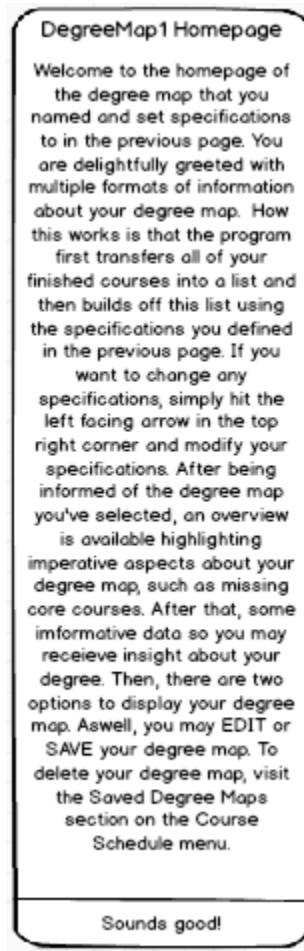 DegreeMap1 Homepage
Welcome to the homepage of
the degree map that you
named and set specifications
to in the previous page. You
are delightfully greeted with
multiple formats of information
about your degree map. How
this works is that the program
first transfers all of your
finished courses into a list and
then builds off this list using
the specifications you defined
in the previous page. If you
want to change any
specifications, simply hit the
left facing arrow in the top
right corner and modify your
specifications. After being
informed of the degree map
you've selected, an overview
is available highlighting
imperative aspects about your
degree map, such as missing
core courses. After that, some
imformative data so you may
receieve insight about your
degree. Then, there are two
options to display your degree
map. Aswell, you may EDIT or
SAVE your degree map. To
delete your degree map, visit
the Saved Degree Maps
section on the Course
Schedule menu.
Sounds good!